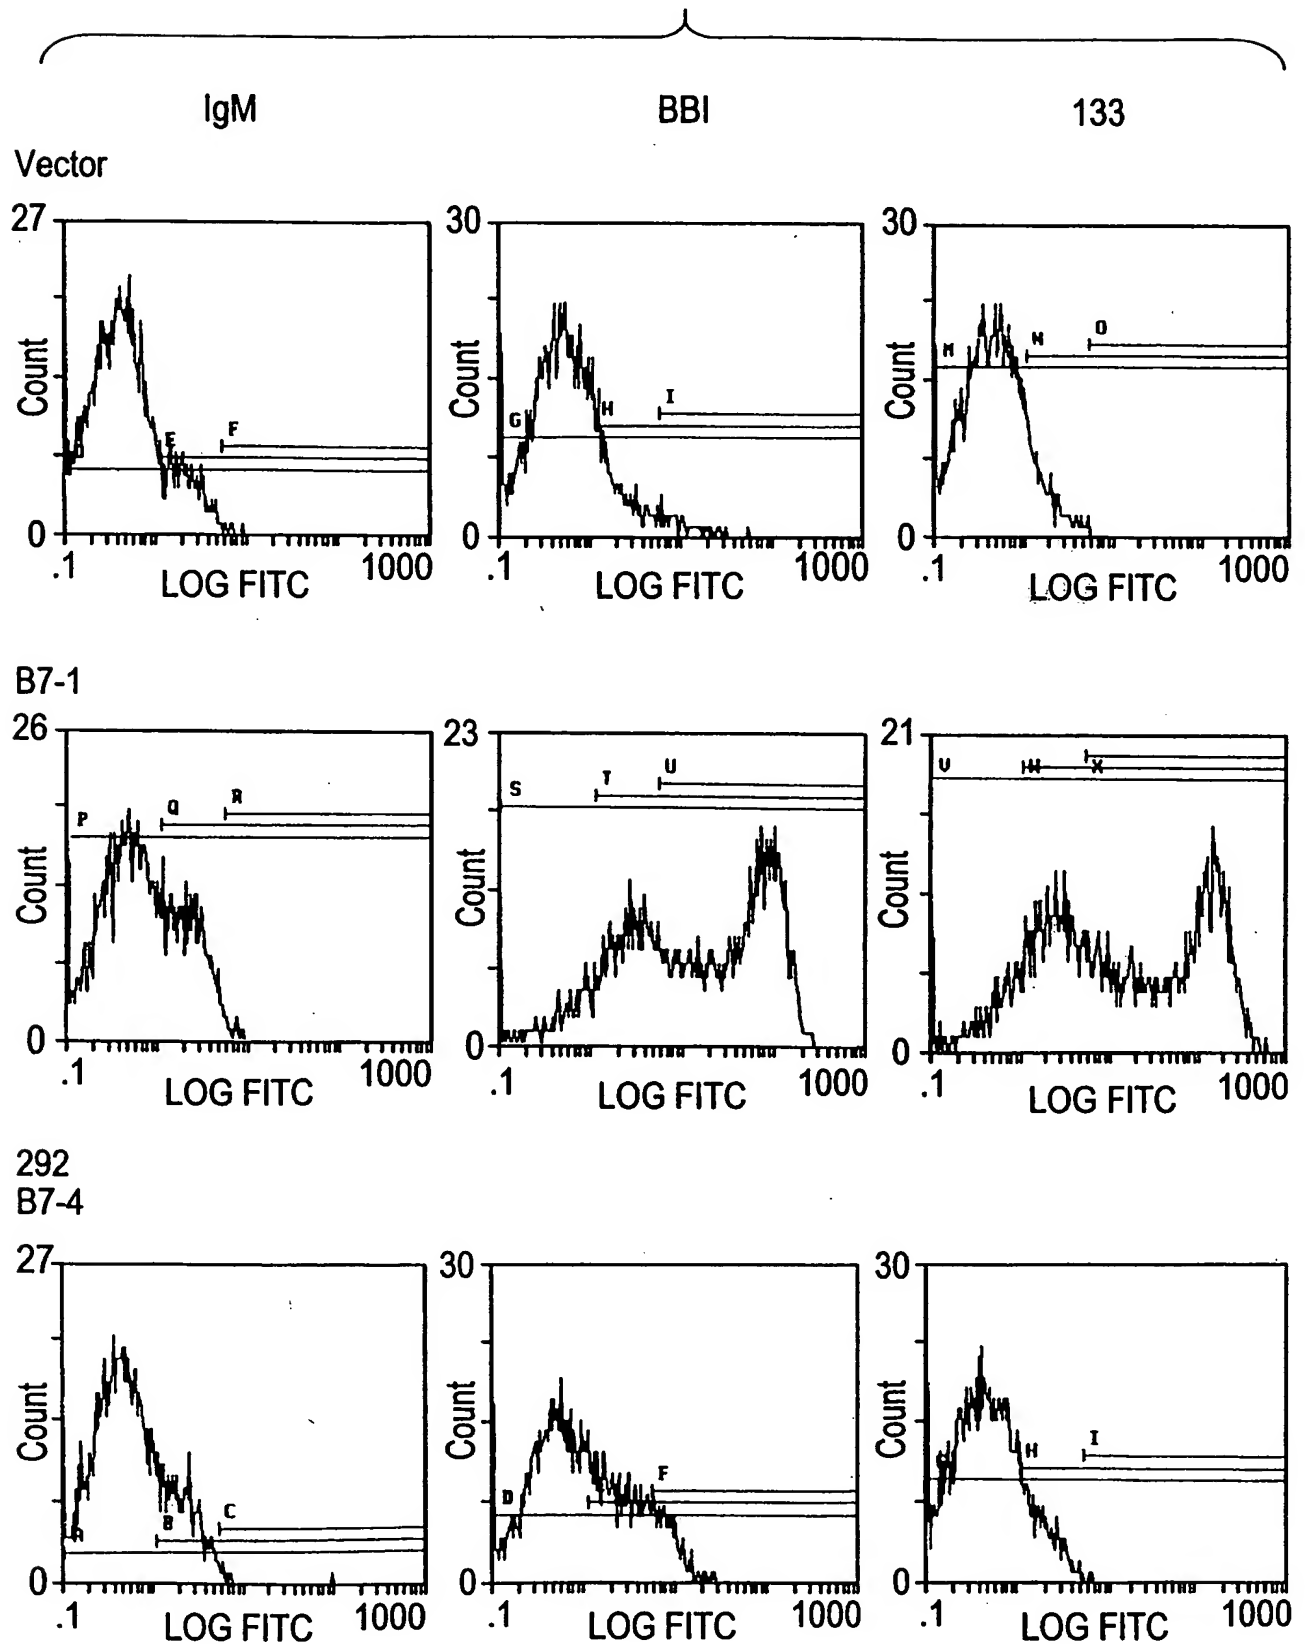 IgM BBI 133
Vector
27 30 30
Count Count Count
E F
G H I
M N O
0 0 0
.1 1000 .1 1000 .1 1000
LOG FITC LOG FITC LOG FITC
B7-1
26 23 21
Count Count Count
P Q R
S T U
V W X
0 0 0
.1 1000 .1 1000 .1 1000
LOG FITC LOG FITC LOG FITC
292
B7-4
27 30 30
Count Count Count
B C
D F
H I
0 0 0
.1 1000 .1 1000 .1 1000
LOG FITC LOG FITC LOG FITC